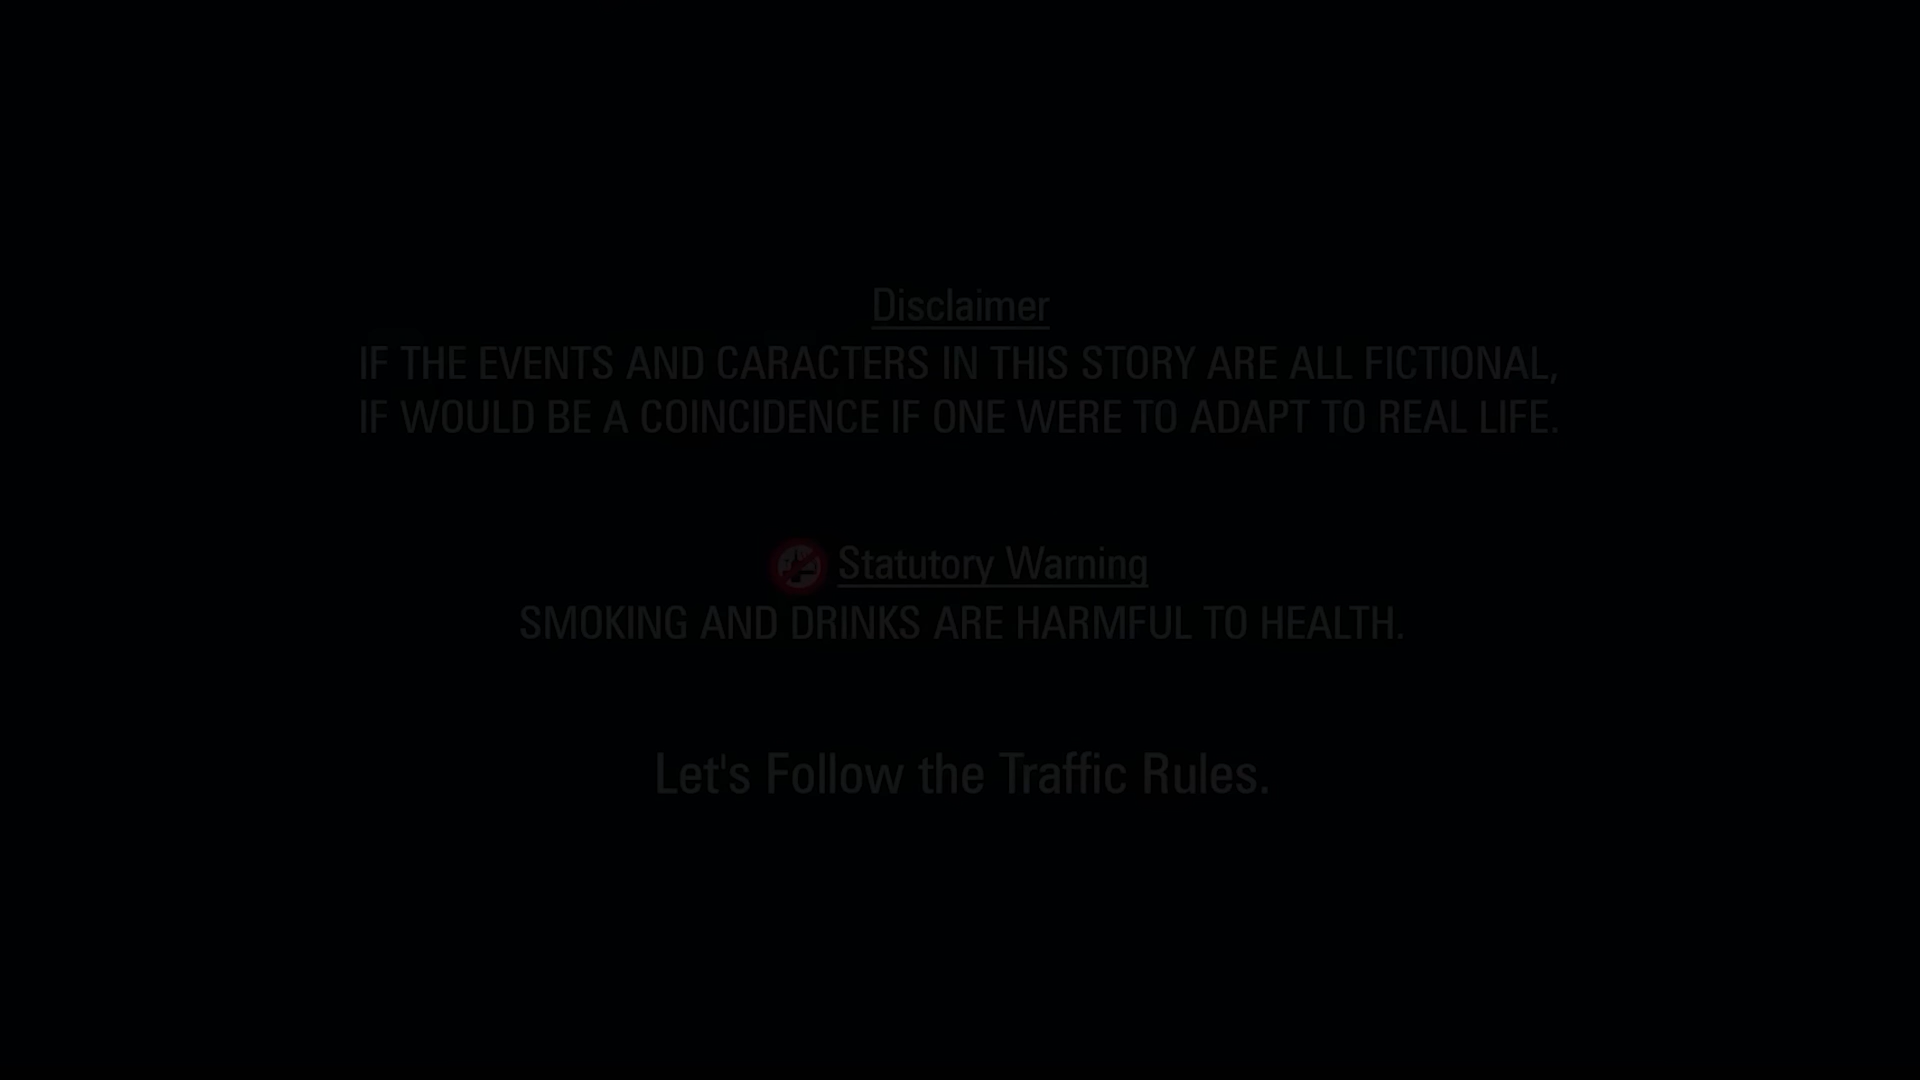 Disclaimer
IF THE EVENTS AND CARACTERS IN THIS STORY ARE ALL FICTIONAL,
IF WOULD BE A COINCIDENCE IF ONE WERE TO ADAPT TO REAL LIFE.
Statutory Warning
SMOKING AND DRINKS ARE HARMFUL TO HEALTH.
Let's Follow the Traffic Rules.